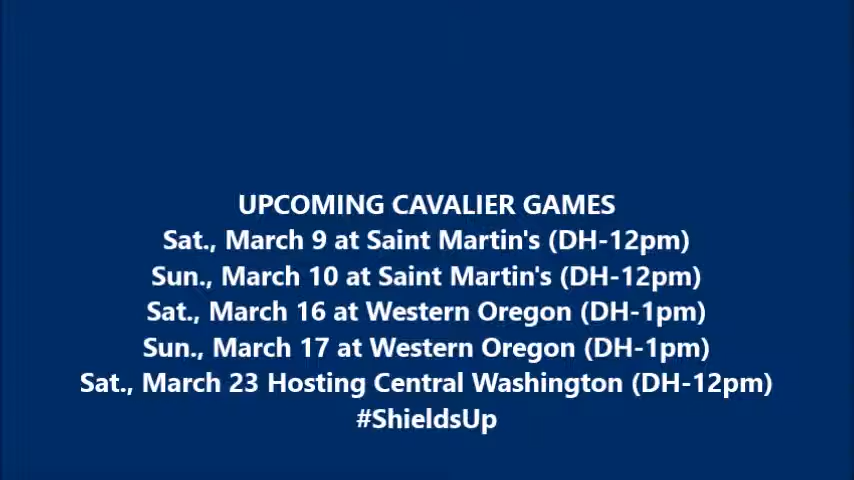 UPCOMING CAVALIER GAMES
Sat., March 9 at Saint Martin's (DH-12pm)
Sun., March 10 at Saint Martin's (DH-12pm)
Sat., March 16 at Western Oregon (DH-1pm)
Sun., March 17 at Western Oregon (DH-1pm)
Sat., March 23 Hosting Central Washington (DH-12pm)
#ShieldsUp